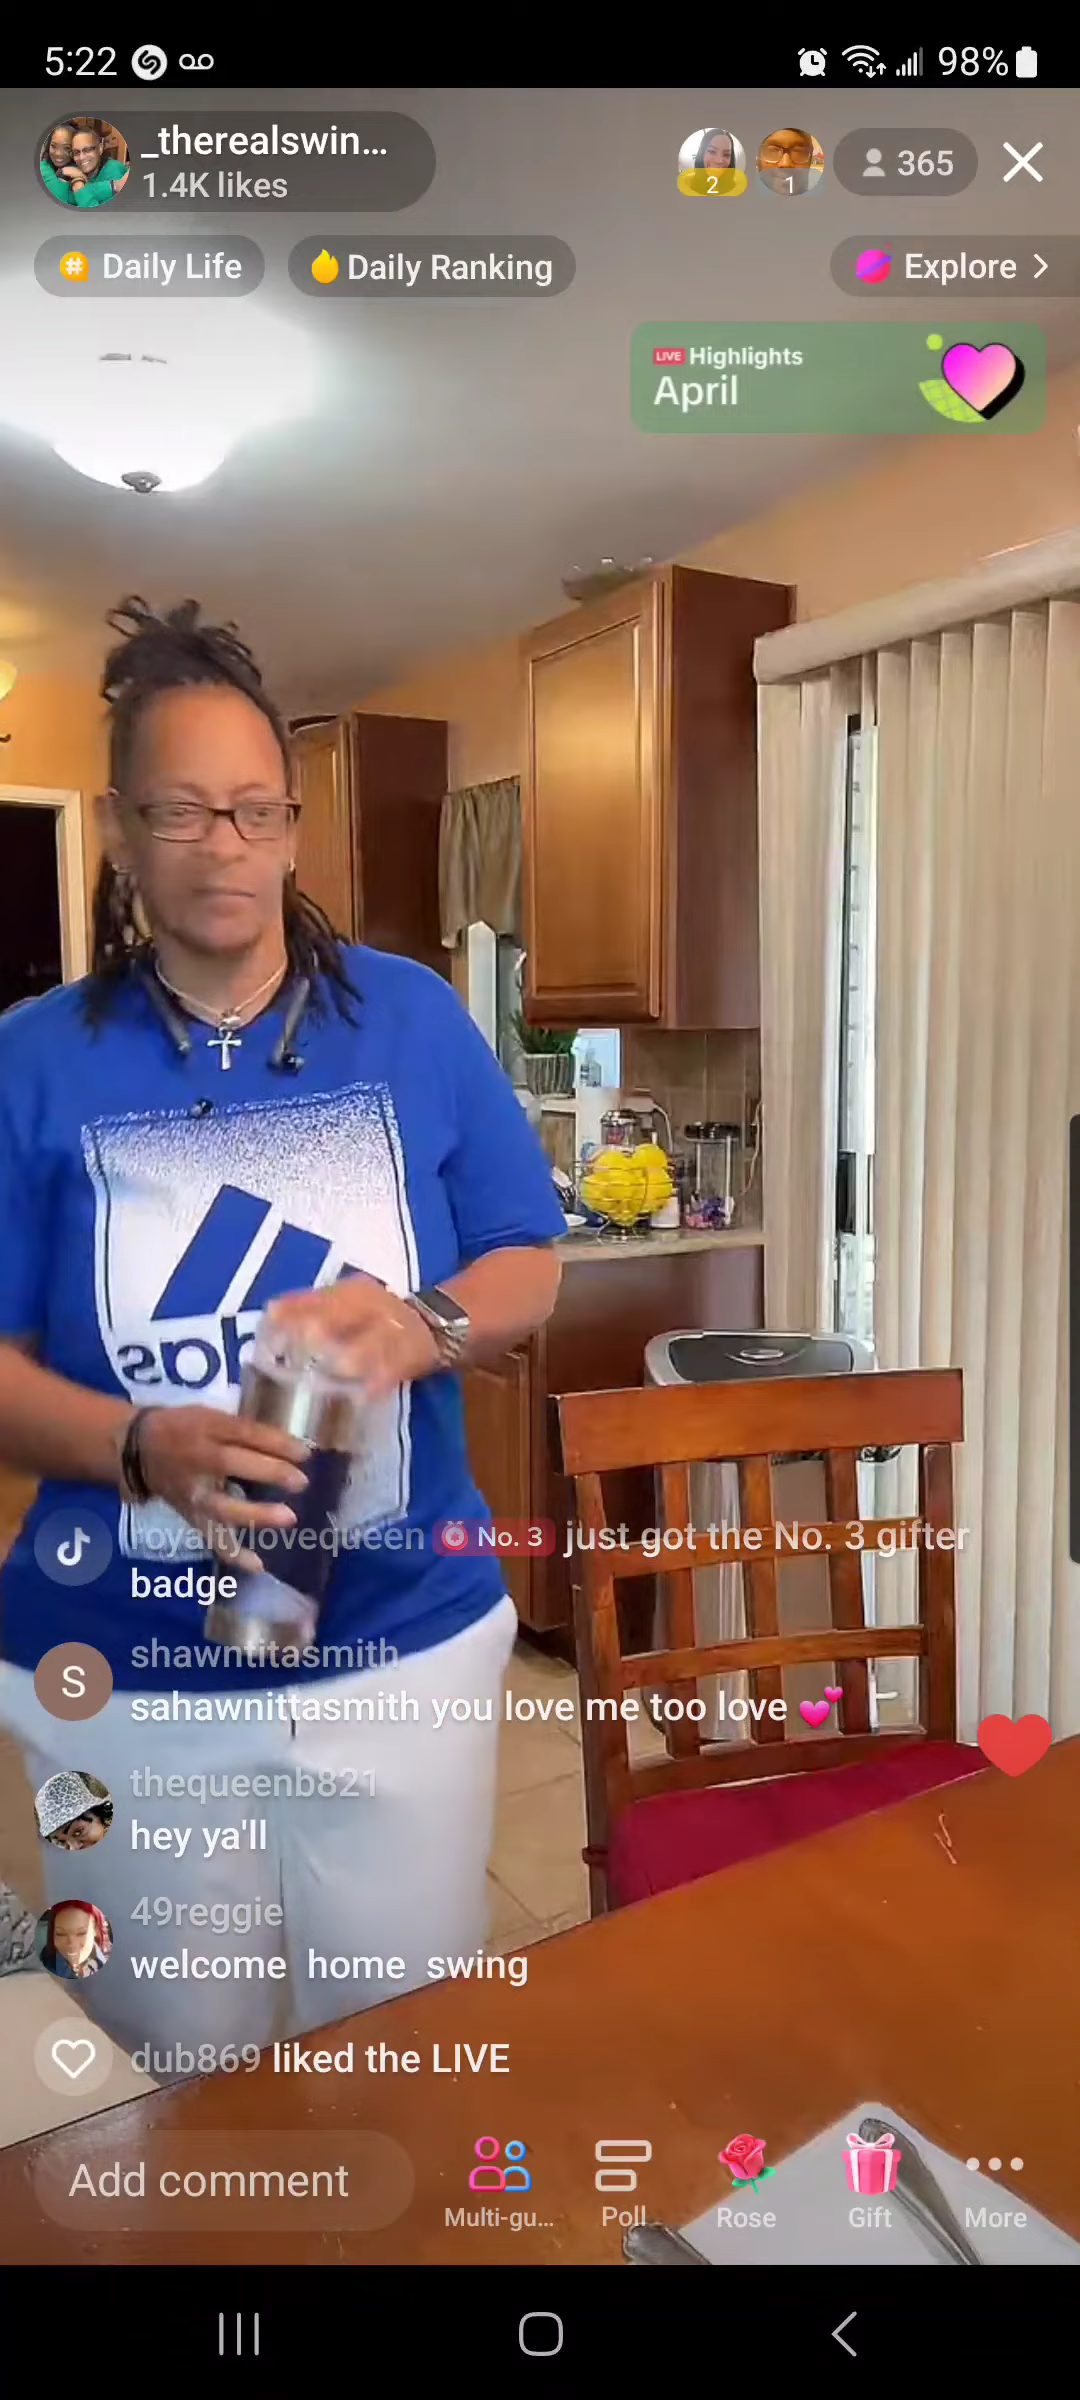 5:22
98%
_therealswin...
1.4K likes
2
1
365
Daily Life
Daily Ranking
Explore
LIVE Highlights
April
royaltylovequeen No. 3 just got the No. 3 gifter
badge
S
shawntitasmith
sahawnittasmith you love me too love 💕
thequeenb821
hey ya'll
49reggie
welcome home swing
dub869 liked the LIVE
Add comment
Multi-gu...
Poll
Rose
Gift
More